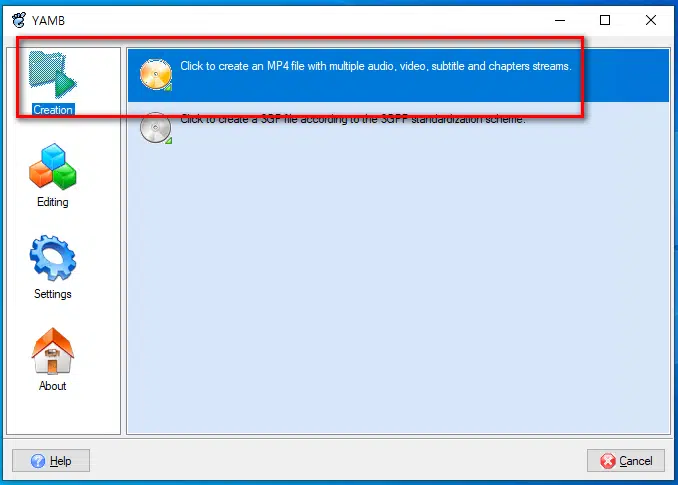 YAMB
Click to create an MP4 file with multiple audio, video, subtitle and chapters streams.
Creation
Click to create a 3GP file according to the 3GPP standardization scheme.
Editing
Settings
About
Help
Cancel